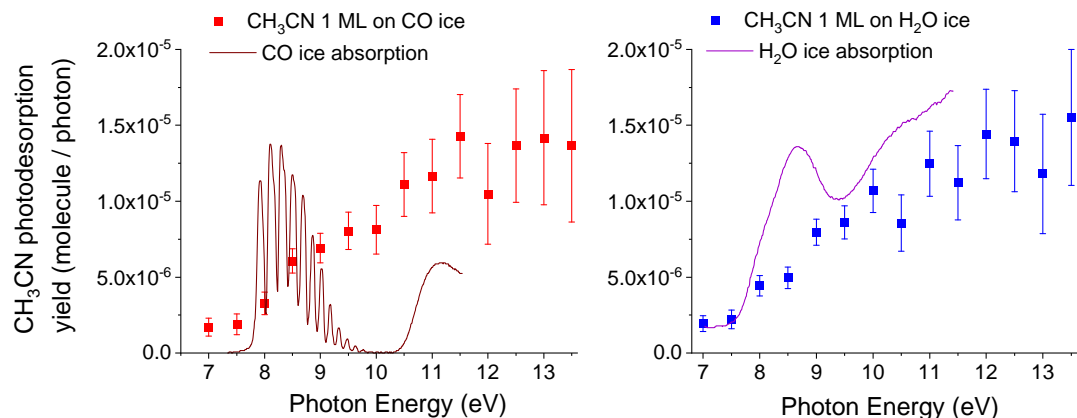 CH₃CN 1 ML on CO ice
CO ice absorption
CH₃CN photodesorption
yield (molecule / photon)
2.0x10⁻⁵
1.5x10⁻⁵
1.0x10⁻⁵
5.0x10⁻⁶
0.0
7 8 9 10 11 12 13
Photon Energy (eV)
CH₃CN 1 ML on H₂O ice
H₂O ice absorption
2.0x10⁻⁵
1.5x10⁻⁵
1.0x10⁻⁵
5.0x10⁻⁶
0.0
7 8 9 10 11 12 13
Photon Energy (eV)